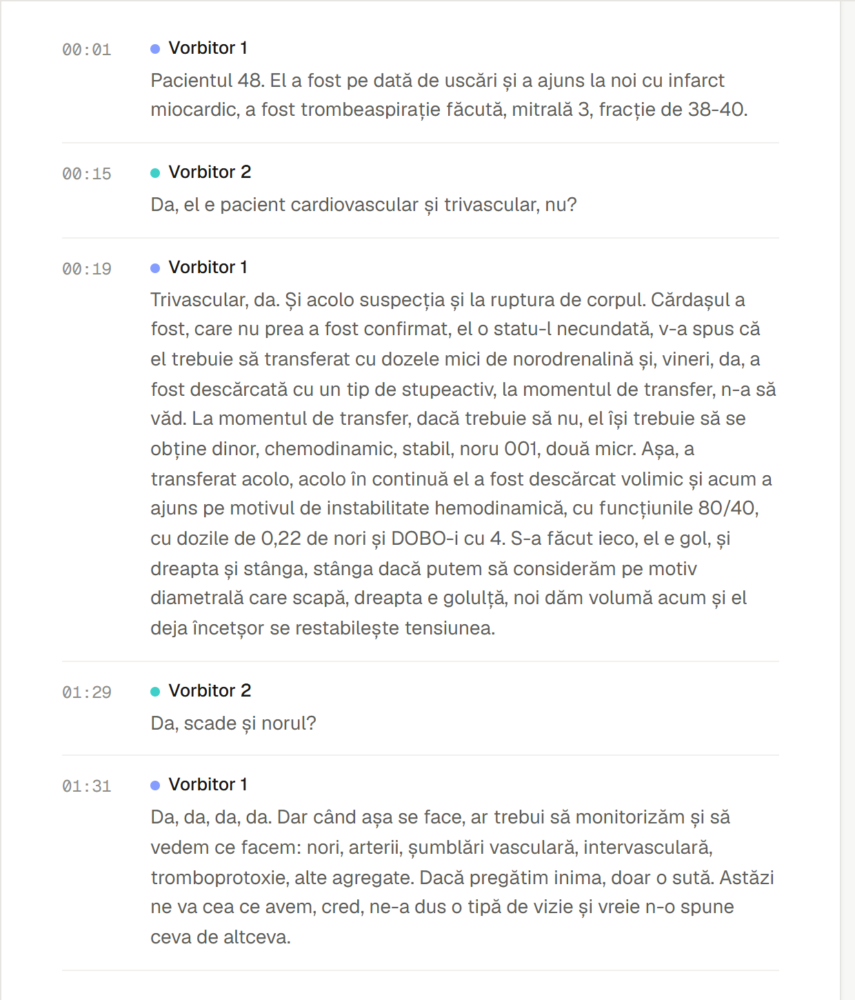 00:01 Vorbitor 1
Pacientul 48. El a fost pe dată de uscări și a ajuns la noi cu infarct
miocardic, a fost trombeaspirație făcută, mitrală 3, fracție de 38-40.
00:15 Vorbitor 2
Da, el e pacient cardiovascular și trivascular, nu?
00:19 Vorbitor 1
Trivascular, da. Și acolo suspecția și la ruptura de corpul. Cărdașul a
fost, care nu prea a fost confirmat, el o statu-l necundată, v-a spus că
el trebuie să transferat cu dozele mici de norodrenalină și, vineri, da, a
fost descărcată cu un tip de stupeactiv, la momentul de transfer, n-a să
văd. La momentul de transfer, dacă trebuie să nu, el își trebuie să se
obține dinor, chemodinamic, stabil, noru 001, două micr. Așa, a
transferat acolo, acolo în continuă el a fost descărcat volimic și acum a
ajuns pe motivul de instabilitate hemodinamică, cu funcțiunile 80/40,
cu dozile de 0,22 de nori și DOBO-i cu 4. S-a făcut ieco, el e gol, și
dreapta și stânga, stânga dacă putem să considerăm pe motiv
diametrală care scapă, dreapta e golulță, noi dăm volumă acum și el
deja încetșor se restabilește tensiunea.
01:29 Vorbitor 2
Da, scade și norul?
01:31 Vorbitor 1
Da, da, da, da. Dar când așa se face, ar trebui să monitorizăm și să
vedem ce facem: nori, arterii, șumblări vasculară, intervasculară,
tromboprotoxie, alte agregate. Dacă pregătim inima, doar o sută. Astăzi
ne va cea ce avem, cred, ne-a dus o tipă de vizie și vreie n-o spune
ceva de altceva.